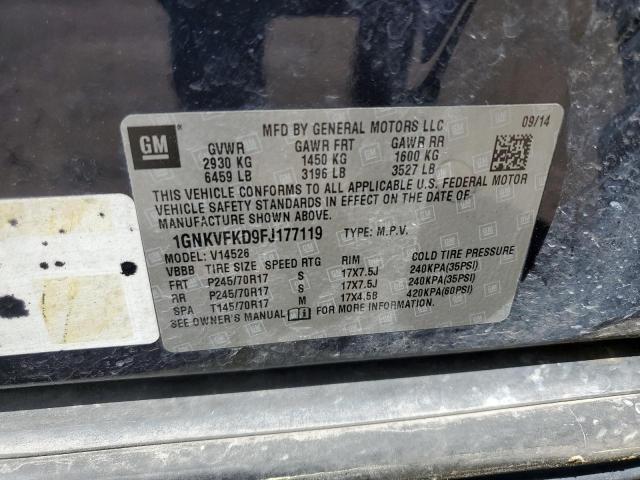 GM
MFD BY GENERAL MOTORS LLC 09/14
GVWR GAWR FRT GAWR RR
2930 KG 1450 KG 1600 KG
6459 LB 3196 LB 3527 LB
THIS VEHICLE CONFORMS TO ALL APPLICABLE U.S. FEDERAL MOTOR
VEHICLE SAFETY STANDARDS IN EFFECT ON THE DATE OF
MANUFACTURE SHOWN ABOVE.
1GNKVFKD9FJ177119 TYPE: M.P.V.
MODEL: V14526
VBBB TIRE SIZE SPEED RTG RIM COLD TIRE PRESSURE
FRT P245/70R17 S 17X7.5J 240KPA(35PSI)
RR P245/70R17 S 17X7.5J 240KPA(35PSI)
SPA T145/70R17 M 17X4.5B 420KPA(60PSI)
SEE OWNER'S MANUAL FOR MORE INFORMATION.